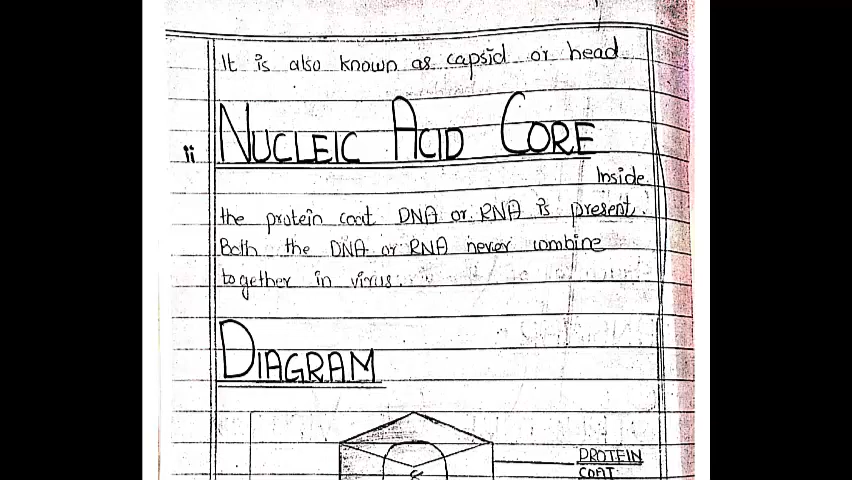 It is also known as capsid or head
ii NUCLEIC ACID CORE
Inside
the protein coat DNA or RNA is present.
Both the DNA or RNA never combine
together in virus.
DIAGRAM
PROTEIN
COAT